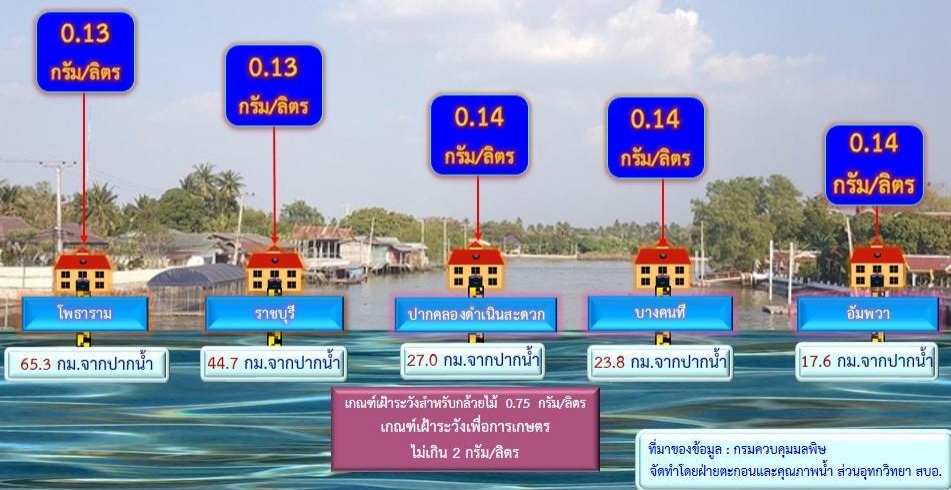 0.13
กรัม/ลิตร
0.13
กรัม/ลิตร
0.14
กรัม/ลิตร
0.14
กรัม/ลิตร
0.14
กรัม/ลิตร
โพธาราม
ราชบุรี
ปากคลองดำเนินสะดวก
บางคนที
อัมพวา
65.3 กม.จากปากน้ำ
44.7 กม.จากปากน้ำ
27.0 กม.จากปากน้ำ
23.8 กม.จากปากน้ำ
17.6 กม.จากปากน้ำ
เกณฑ์เฝ้าระวังสำหรับกล้วยไม้ 0.75 กรัม/ลิตร
เกณฑ์เฝ้าระวังเพื่อการเกษตร
ไม่เกิน 2 กรัม/ลิตร
ที่มาของข้อมูล : กรมควบคุมมลพิษ
จัดทำโดยฝ่ายตะกอนและคุณภาพน้ำ ส่วนอุทกวิทยา สบอ.